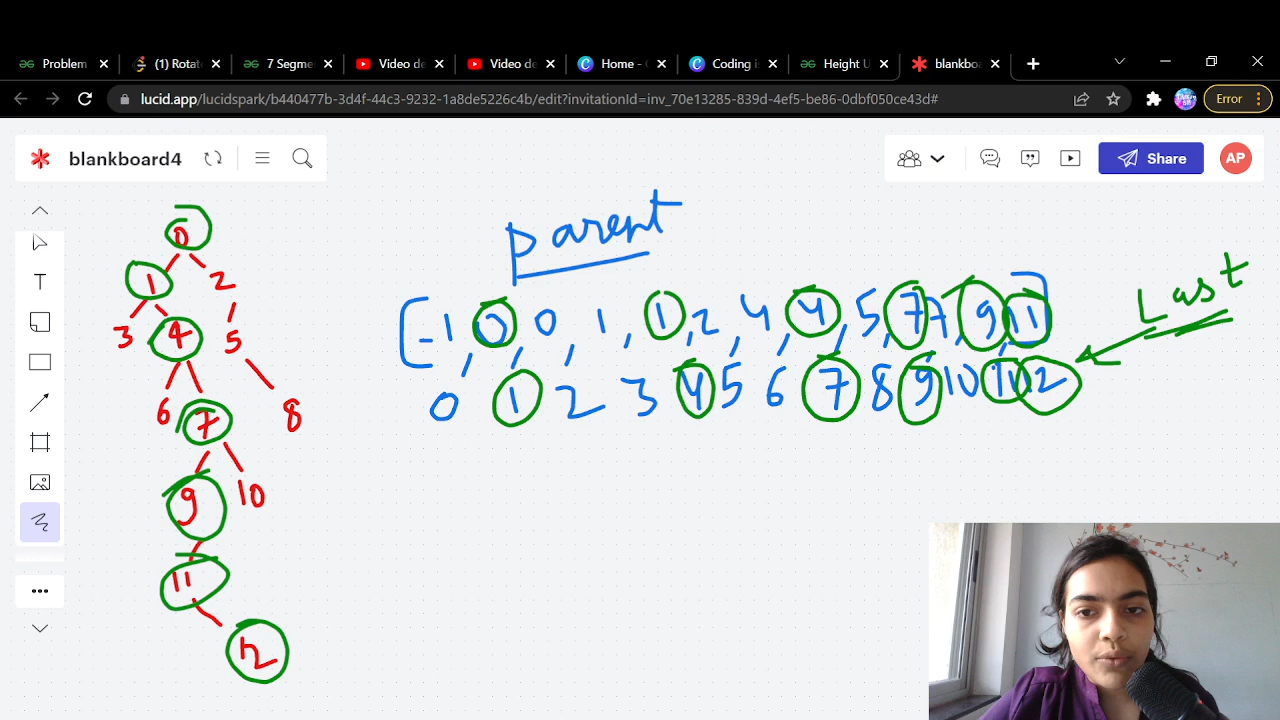 Problem
(1) Rotat
7 Segme
Video de
Video de
Home -
Coding i
Height U
blankbo
lucid.app/lucidspark/b440477b-3d4f-44c3-9232-1a8de5226c4b/edit?invitationId=inv_70e13285-839d-4ef5-be86-0dbf050ce43d#
Error
blankboard4
Share
AP
T
parent
Last
[-1, 0, 0, 1, 1, 2, 4, 4, 5, 7, 7, 9, 11]
0 1 2 3 4 5 6 7 8 9 10 11 12
0
1 2
3 4 5
6 7 8
9 10
11
12